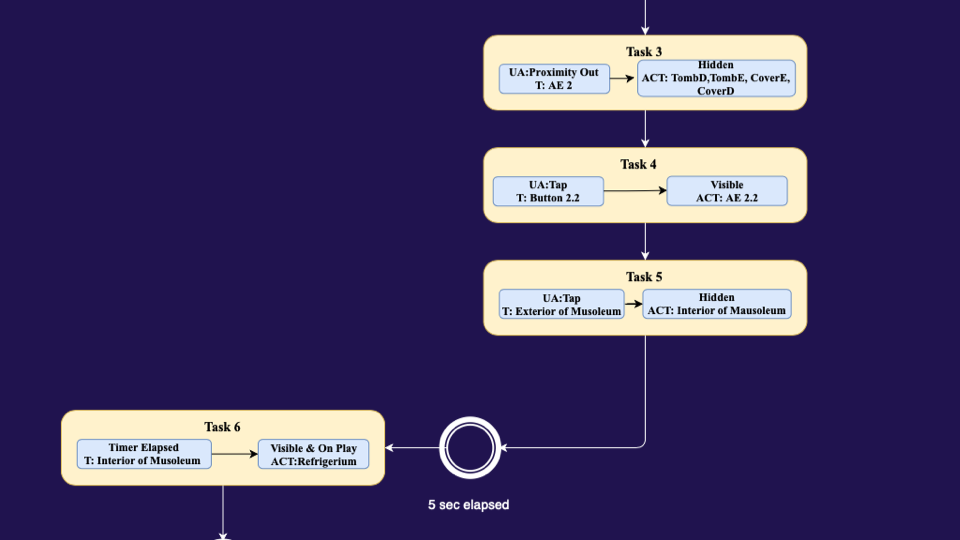 Task 3
UA:Proximity Out
T: AE 2
Hidden
ACT: TombD,TombE, CoverE,
CoverD
Task 4
UA:Tap
T: Button 2.2
Visible
ACT: AE 2.2
Task 5
UA:Tap
T: Exterior of Musoleum
Hidden
ACT: Interior of Mausoleum
Task 6
Timer Elapsed
T: Interior of Musoleum
Visible & On Play
ACT:Refrigerium
5 sec elapsed